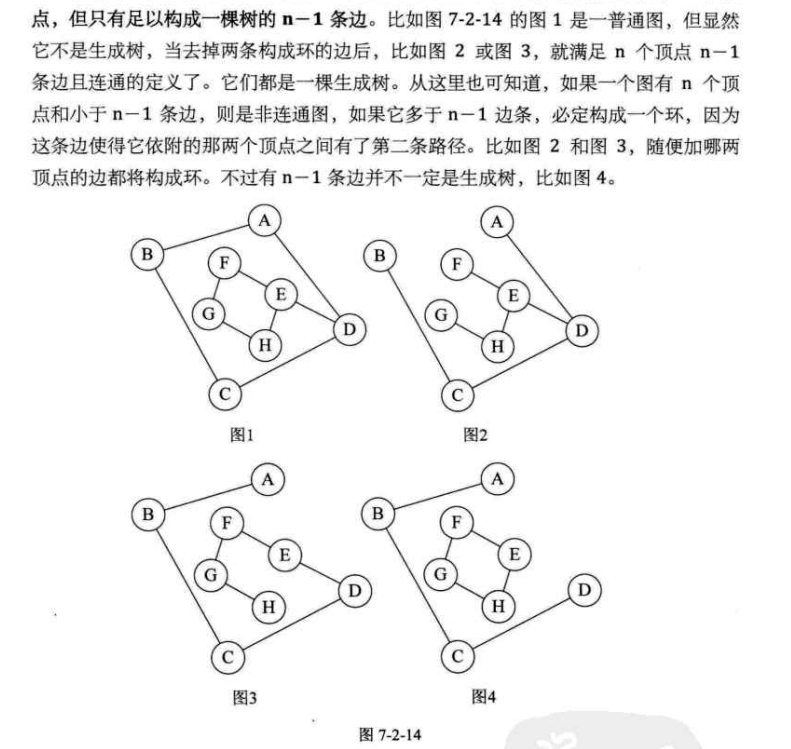 点，但只有足以构成一棵树的 n－1 条边。比如图 7-2-14 的图 1 是一普通图，但显然
它不是生成树，当去掉两条构成环的边后，比如图 2 或图 3，就满足 n 个顶点 n－1
条边且连通的定义了。它们都是一棵生成树。从这里也可知道，如果一个图有 n 个顶
点和小于 n－1 条边，则是非连通图，如果它多于 n－1 边条，必定构成一个环，因为
这条边使得它依附的那两个顶点之间有了第二条路径。比如图 2 和图 3，随便加哪两
顶点的边都将构成环。不过有 n－1 条边并不一定是生成树，比如图 4。
A
B
F
E
G
H
D
C
图1
A
B
F
E
G
H
D
C
图2
A
B
F
E
G
H
D
C
图3
A
B
F
E
G
H
D
C
图4
图 7-2-14